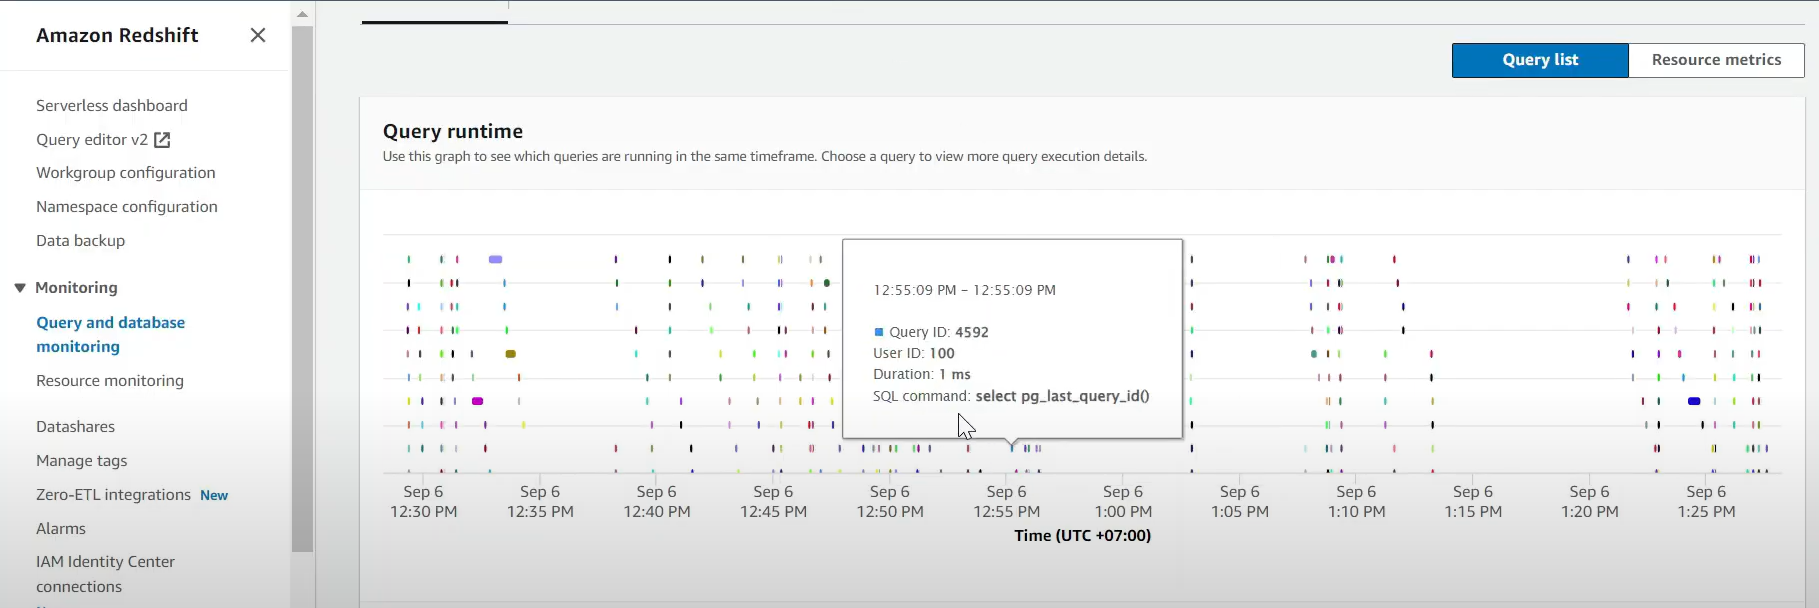 Amazon Redshift
Serverless dashboard
Query editor v2
Workgroup configuration
Namespace configuration
Data backup
Monitoring
Query and database
monitoring
Resource monitoring
Datashares
Manage tags
Zero-ETL integrations New
Alarms
IAM Identity Center
connections
Query list
Resource metrics
Query runtime
Use this graph to see which queries are running in the same timeframe. Choose a query to view more query execution details.
12:55:09 PM – 12:55:09 PM
Query ID: 4592
User ID: 100
Duration: 1 ms
SQL command: select pg_last_query_id()
Sep 6 Sep 6 Sep 6 Sep 6 Sep 6 Sep 6 Sep 6 Sep 6 Sep 6 Sep 6 Sep 6 Sep 6
12:30 PM 12:35 PM 12:40 PM 12:45 PM 12:50 PM 12:55 PM 1:00 PM 1:05 PM 1:10 PM 1:15 PM 1:20 PM 1:25 PM
Time (UTC +07:00)